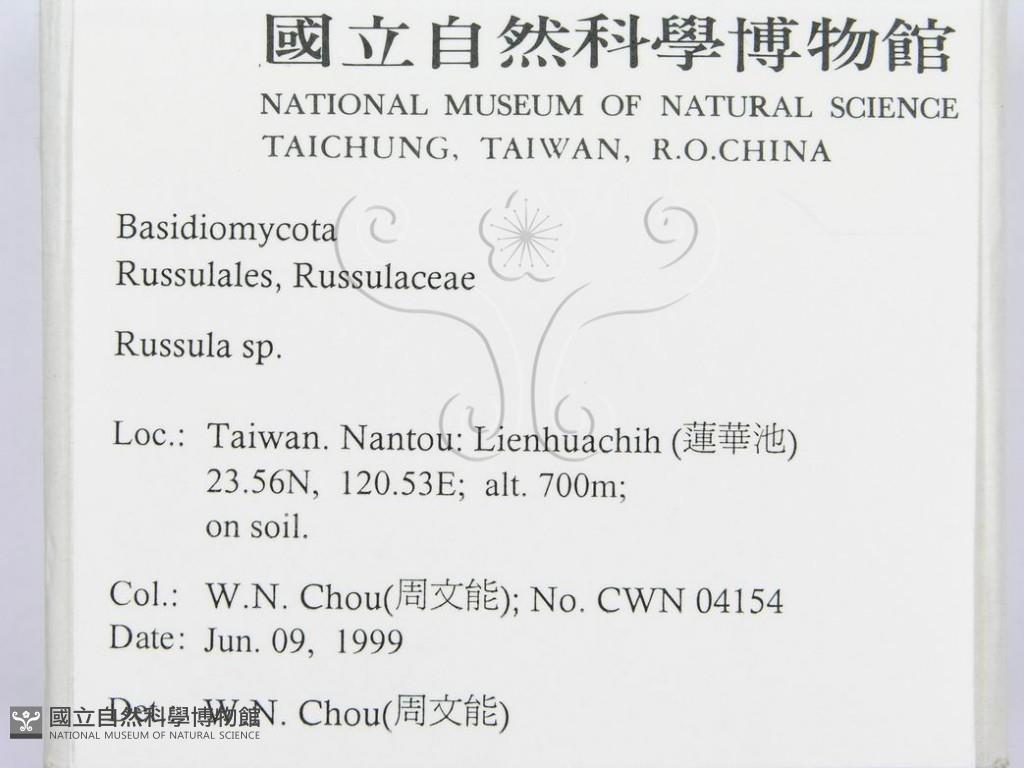 國立自然科學博物館
NATIONAL MUSEUM OF NATURAL SCIENCE
TAICHUNG, TAIWAN, R.O.CHINA
Basidiomycota
Russulales, Russulaceae
Russula sp.
Loc.: Taiwan. Nantou: Lienhuachih (蓮華池)
23.56N, 120.53E; alt. 700m;
on soil.
Col.: W.N. Chou(周文能); No. CWN 04154
Date: Jun. 09, 1999
Det.: W.N. Chou(周文能)
國立自然科學博物館
NATIONAL MUSEUM OF NATURAL SCIENCE